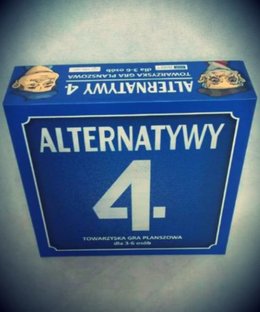 TOWARZYSKA GRA PLANSZOWA
dla 3-6 osób
ALTERNATYWY 4.
ALTERNATYWY
4.
TOWARZYSKA GRA PLANSZOWA
dla 3-6 osób